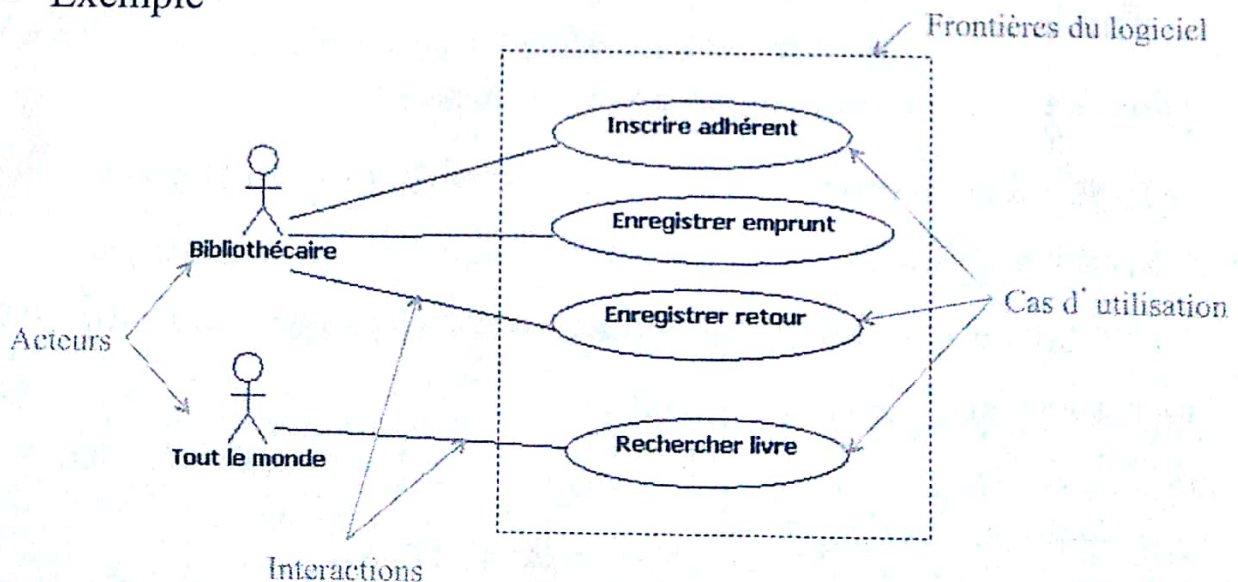 Exemple
Frontières du logiciel
Inscrire adhérent
Enregistrer emprunt
Bibliothécaire
Enregistrer retour
Cas d' utilisation
Acteurs
Rechercher livre
Tout le monde
Interactions